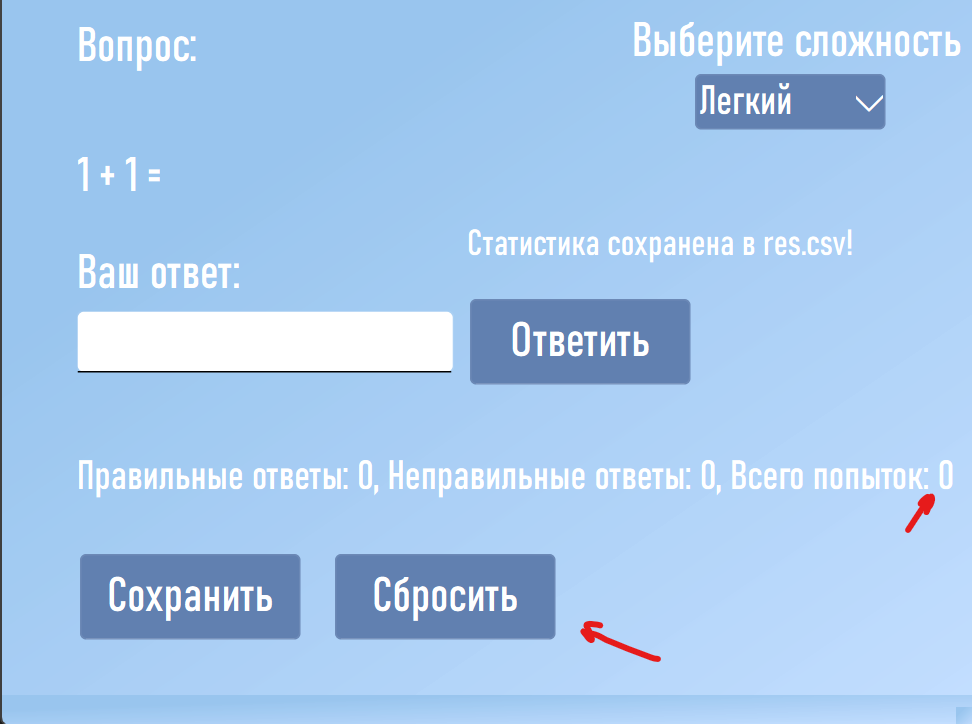 Вопрос:
Выберите сложность
Легкий
1 + 1 =
Статистика сохранена в res.csv!
Ваш ответ:
Ответить
Правильные ответы: 0, Неправильные ответы: 0, Всего попыток: 0
Сохранить
Сбросить